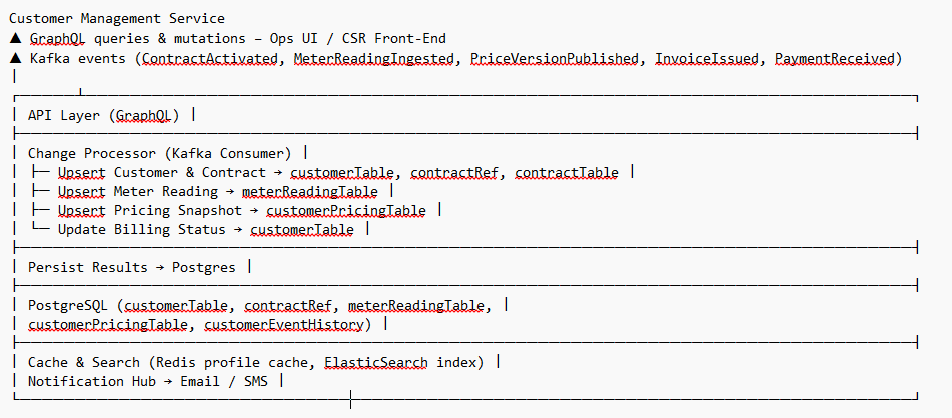 Customer Management Service
▲ GraphQL queries & mutations – Ops UI / CSR Front-End
▲ Kafka events (ContractActivated, MeterReadingIngested, PriceVersionPublished, InvoiceIssued, PaymentReceived)
│
┌──────┴──────────────────────────────────────────────┐
│ API Layer (GraphQL) │
├─────────────────────────────────────────────────────┤
│ Change Processor (Kafka Consumer) │
│ ├─ Upsert Customer & Contract → customerTable, contractRef, contractTable │
│ ├─ Upsert Meter Reading → meterReadingTable │
│ ├─ Upsert Pricing Snapshot → customerPricingTable │
│ └─ Update Billing Status → customerTable │
├─────────────────────────────────────────────────────┤
│ Persist Results → Postgres │
├─────────────────────────────────────────────────────┤
│ PostgreSQL (customerTable, contractRef, meterReadingTable, │
│ customerPricingTable, customerEventHistory) │
├─────────────────────────────────────────────────────┤
│ Cache & Search (Redis profile cache, ElasticSearch index) │
│ Notification Hub → Email / SMS │
└─────────────────────────────────────────────────────┘